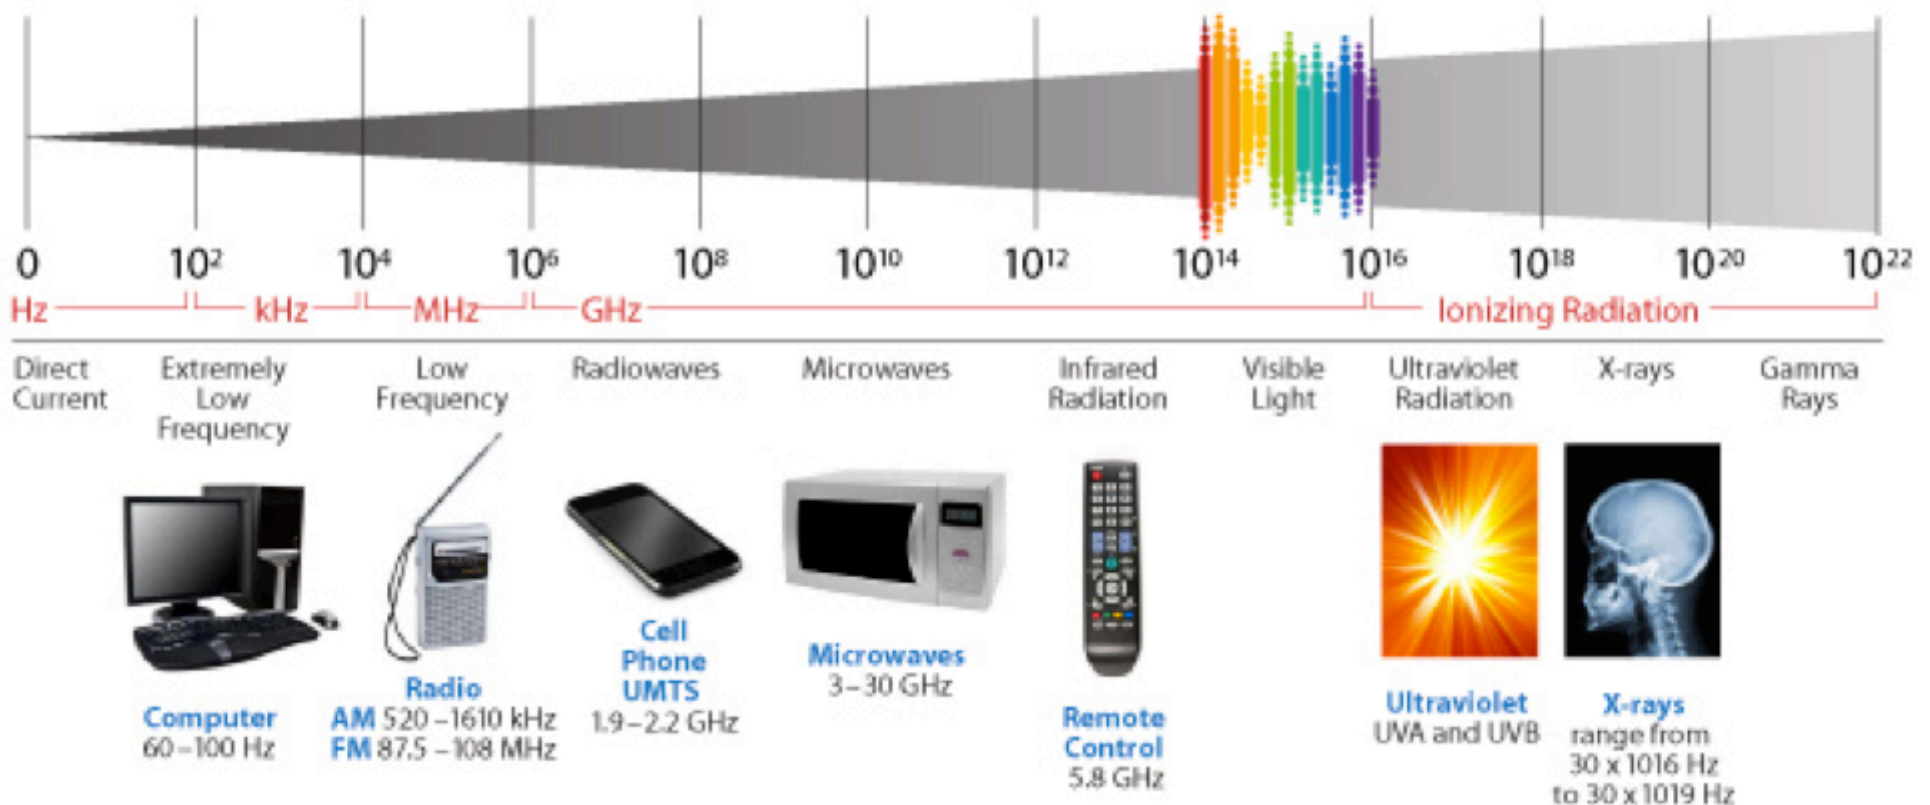 0 10² 10⁴ 10⁶ 10⁸ 10¹⁰ 10¹² 10¹⁴ 10¹⁶ 10¹⁸ 10²⁰ 10²²
Hz kHz MHz GHz Ionizing Radiation
Direct
Current
Extremely
Low
Frequency
Low
Frequency
Radiowaves
Microwaves
Infrared
Radiation
Visible
Light
Ultraviolet
Radiation
X-rays
Gamma
Rays
Computer
60–100 Hz
Radio
AM 520–1610 kHz
FM 87.5–108 MHz
Cell
Phone
UMTS
1.9–2.2 GHz
Microwaves
3–30 GHz
Remote
Control
5.8 GHz
Ultraviolet
UVA and UVB
X-rays
range from
30 x 1016 Hz
to 30 x 1019 Hz